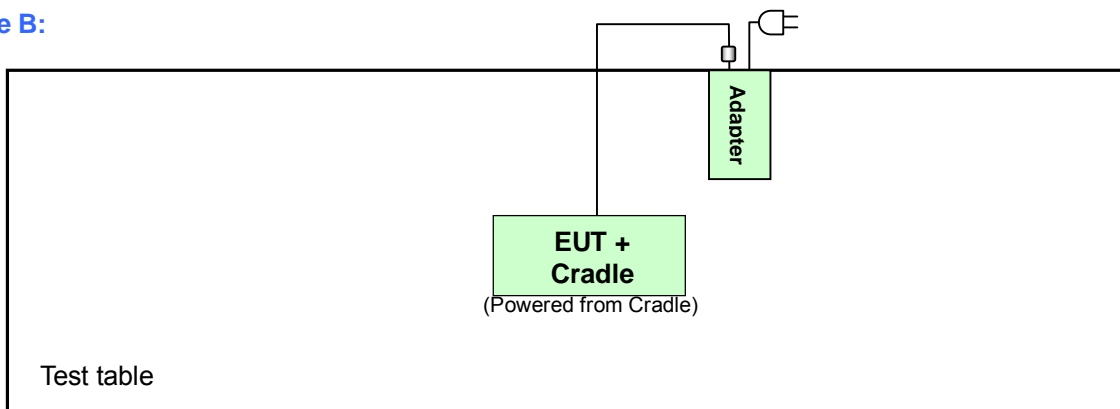 e B:
Adapter
EUT +
Cradle
(Powered from Cradle)
Test table